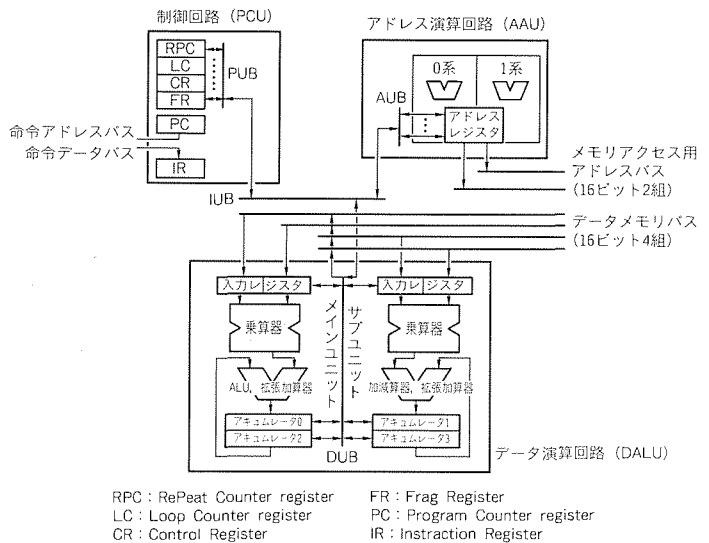 制御回路（PCU）
RPC
LC
CR
FR
PUB
PC
IR
命令アドレスバス
命令データバス
アドレス演算回路（AAU）
0系
1系
AUB
アドレス
レジスタ
メモリアクセス用
アドレスバス
(16ビット2組)
IUB
データメモリバス
(16ビット4組)
入力レジスタ
乗算器
ALU，拡張加算器
アキュムレータ0
アキュムレータ2
メインユニット
サブユニット
DUB
入力レジスタ
乗算器
加減算器，拡張加算器
アキュムレータ1
アキュムレータ3
データ演算回路（DALU）
RPC：RePeat Counter register
LC：Loop Counter register
CR：Control Register
FR：Frag Register
PC：Program Counter register
IR：Instraction Register